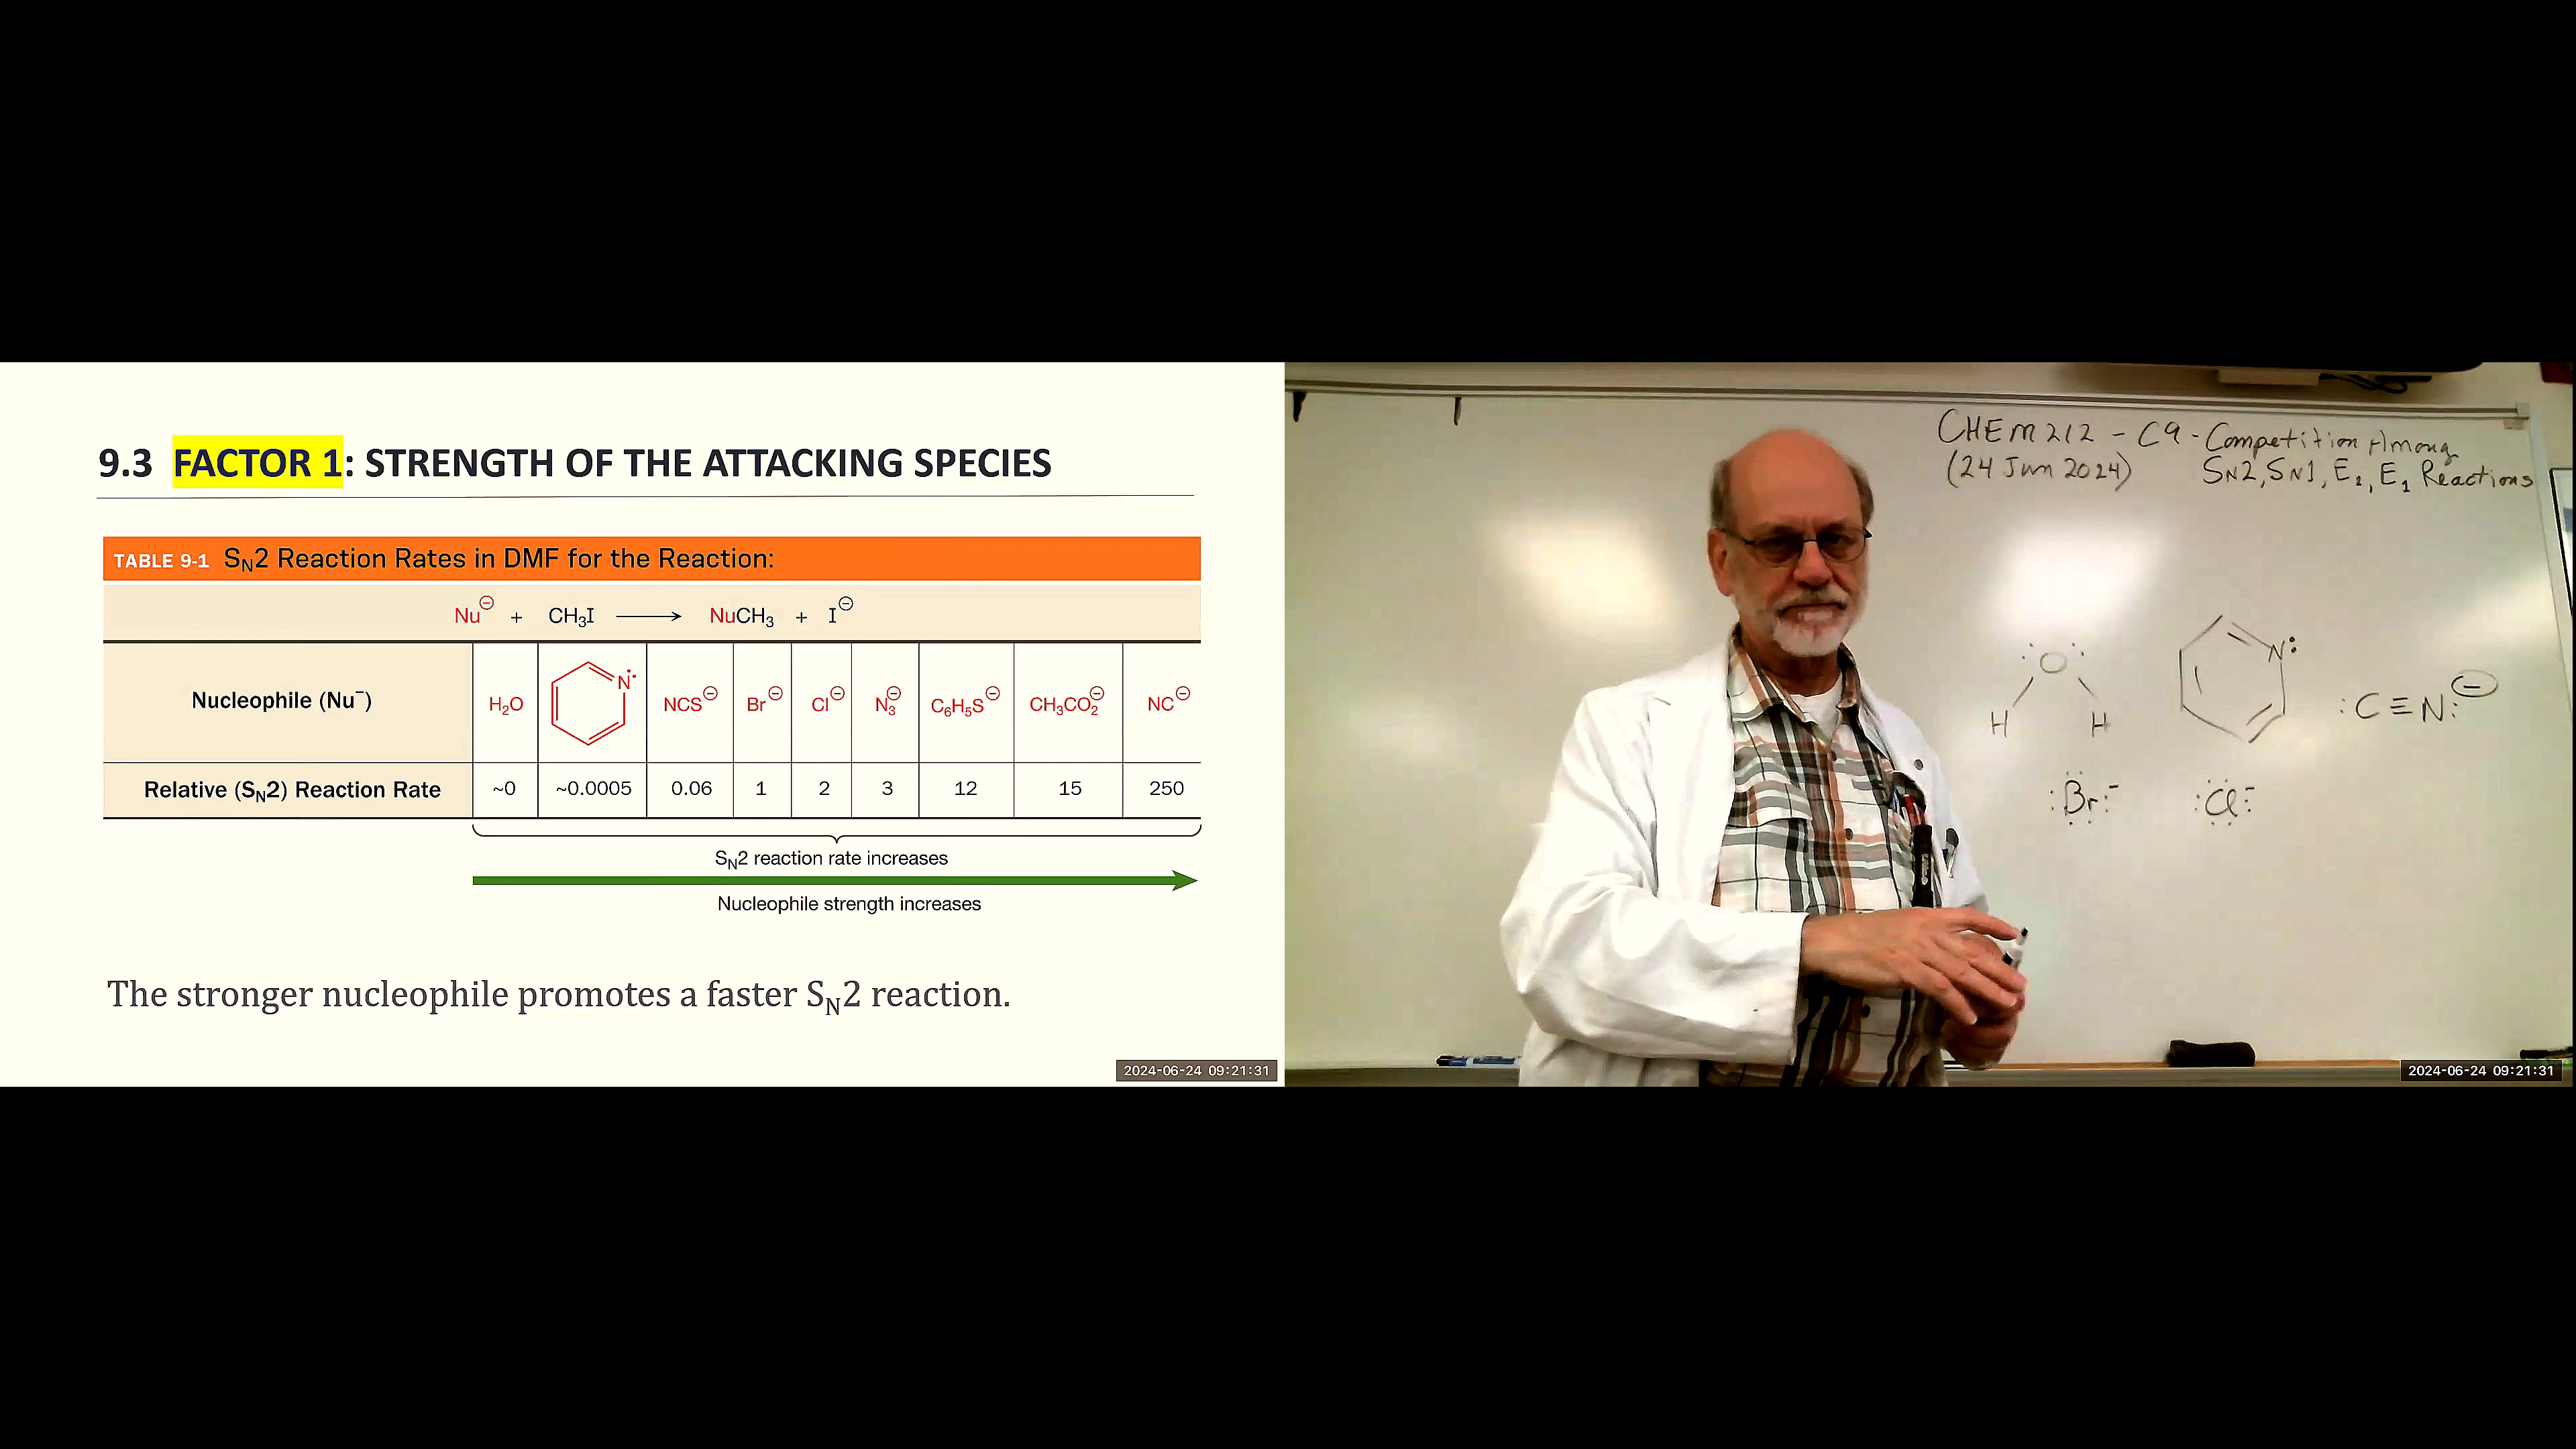 9.3 FACTOR 1: STRENGTH OF THE ATTACKING SPECIES
TABLE 9-1 SN2 Reaction Rates in DMF for the Reaction:
Nu⊖ + CH3I ⟶ NuCH3 + I⊖
Nucleophile (Nu⁻) H2O N: NCS⊖ Br⊖ Cl⊖ N3⊖ C6H5S⊖ CH3CO2⊖ NC⊖
Relative (SN2) Reaction Rate ~0 ~0.0005 0.06 1 2 3 12 15 250
SN2 reaction rate increases
Nucleophile strength increases
The stronger nucleophile promotes a faster SN2 reaction.
2024-06-24 09:21:31
CHEM212 - C9 - Competition Among
(24 Jun 2024) SN2, SN1, E2, E1 Reactions
O
H H
N:
:C≡N:⊖
:Br:⁻ :Cl:⁻
2024-06-24 09:21:31